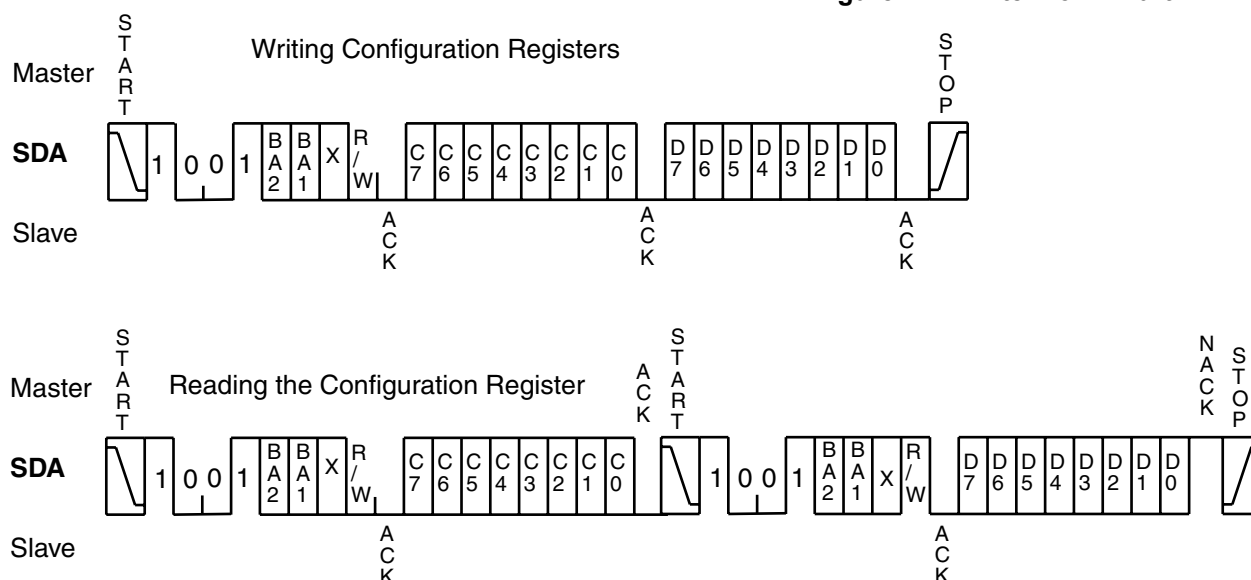 Writing Configuration Registers
START
STOP
Master
SDA
1 0 0 1 BA2 BA1 X R/W C7 C6 C5 C4 C3 C2 C1 C0 D7 D6 D5 D4 D3 D2 D1 D0
Slave
ACK ACK ACK
START
ACK
START
NACK
STOP
Master
Reading the Configuration Register
SDA
1 0 0 1 BA2 BA1 X R/W C7 C6 C5 C4 C3 C2 C1 C0 1 0 0 1 BA2 BA1 X R/W D7 D6 D5 D4 D3 D2 D1 D0
Slave
ACK ACK